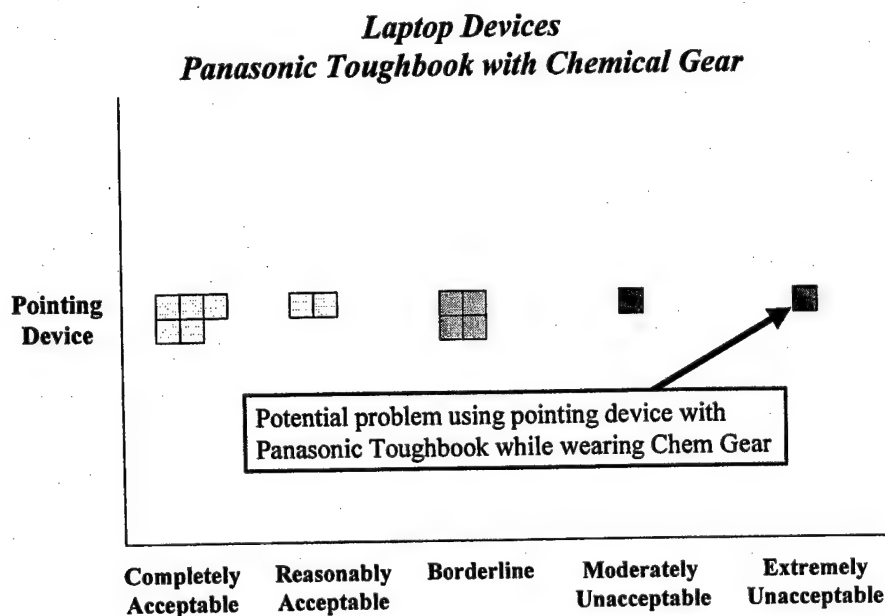 Laptop Devices
Panasonic Toughbook with Chemical Gear
Pointing
Device
Potential problem using pointing device with
Panasonic Toughbook while wearing Chem Gear
Completely
Acceptable
Reasonably
Acceptable
Borderline
Moderately
Unacceptable
Extremely
Unacceptable